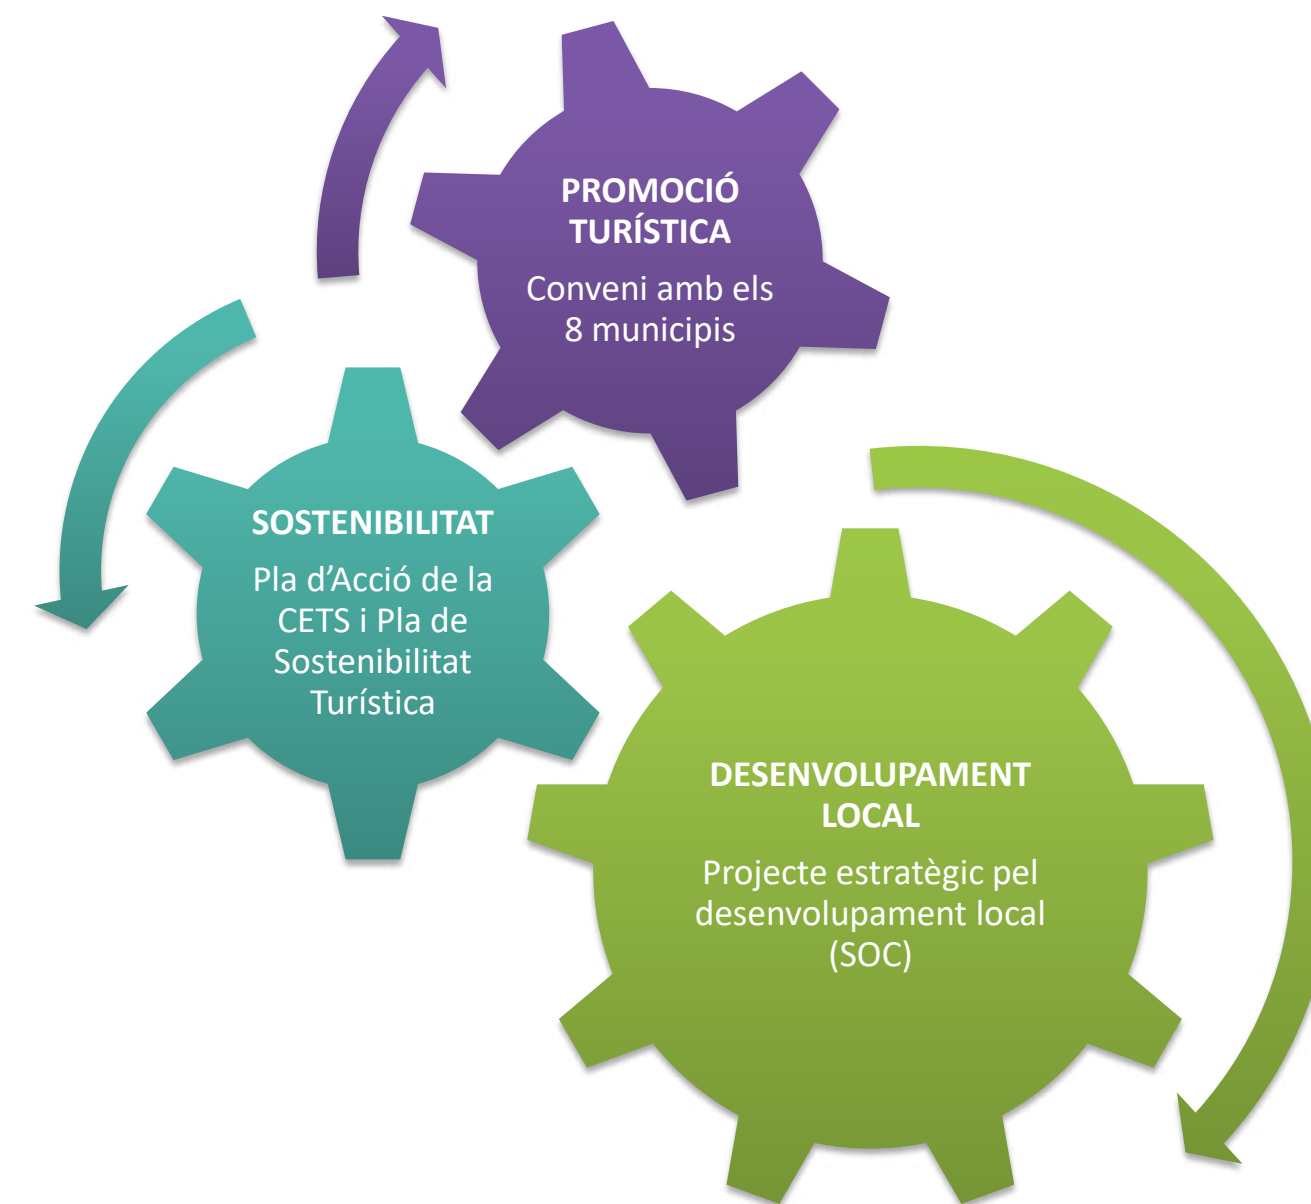 PROMOCIÓ
TURÍSTICA
Conveni amb els
8 municipis
SOSTENIBILITAT
Pla d’Acció de la
CETS i Pla de
Sostenibilitat
Turística
DESENVOLUPAMENT
LOCAL
Projecte estratègic pel
desenvolupament local
(SOC)